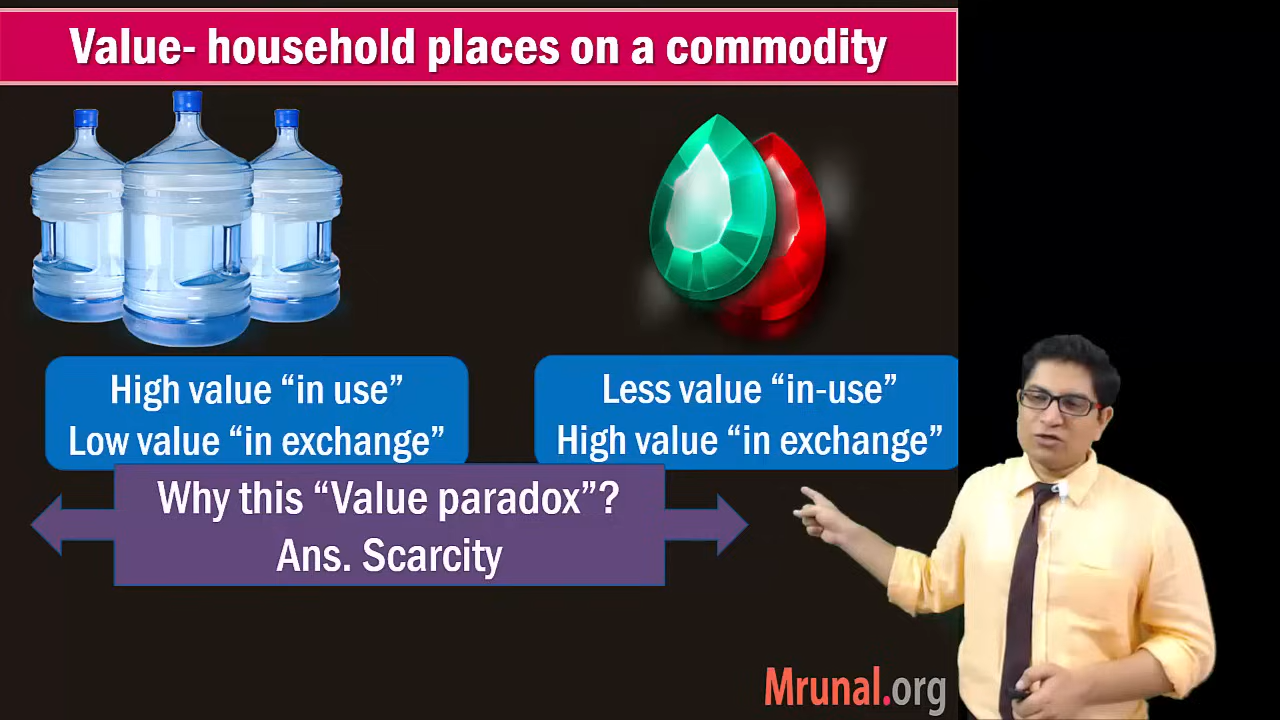 Value- household places on a commodity
High value “in use”
Low value “in exchange”
Less value “in-use”
High value “in exchange”
Why this “Value paradox”?
Ans. Scarcity
Mrunal.org